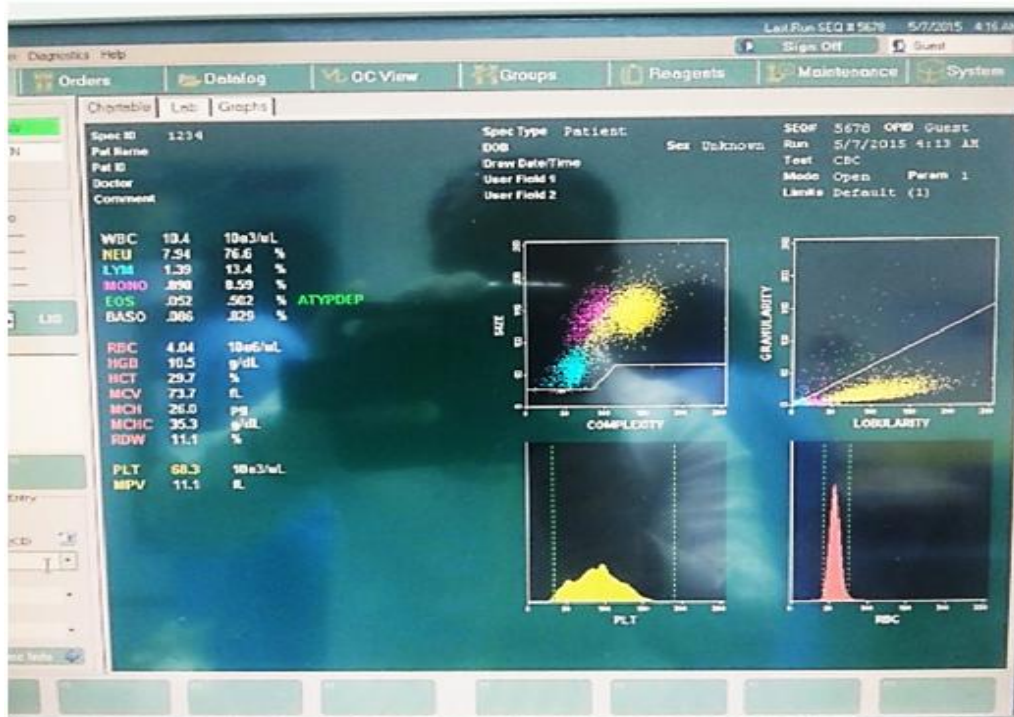 Last Run SEQ # 5678 5/7/2015 4:16 AM
Diagnostics Help
Sign Off Guest
Orders Datalog QC View Groups Reagents Maintenance System
Chartable Lab Graphs
Spec ID 1234 Spec Type Patient SEQ# 5678 OPID Guest
Pat Name DOB Sex Unknown Run 5/7/2015 4:13 AM
Pat ID Draw Date/Time Test CBC
Doctor User Field 1 Mode Open Param 1
Comment User Field 2 Limits Default (1)
WBC 10.4 10e3/uL
NEU 7.94 76.6 %
LYM 1.39 13.4 %
MONO .890 8.59 %
EOS .052 .502 % ATYPDEP
BASO .086 .829 %
RBC 4.04 10e6/uL
HGB 10.5 g/dL
HCT 29.7 %
MCV 73.7 fL
MCH 26.0 pg
MCHC 35.3 g/dL
RDW 11.1 %
PLT 68.3 10e3/uL
MPV 11.1 fL
SIZE
COMPLEXITY
GRANULARITY
LOBULARITY
PLT
RBC
Entry